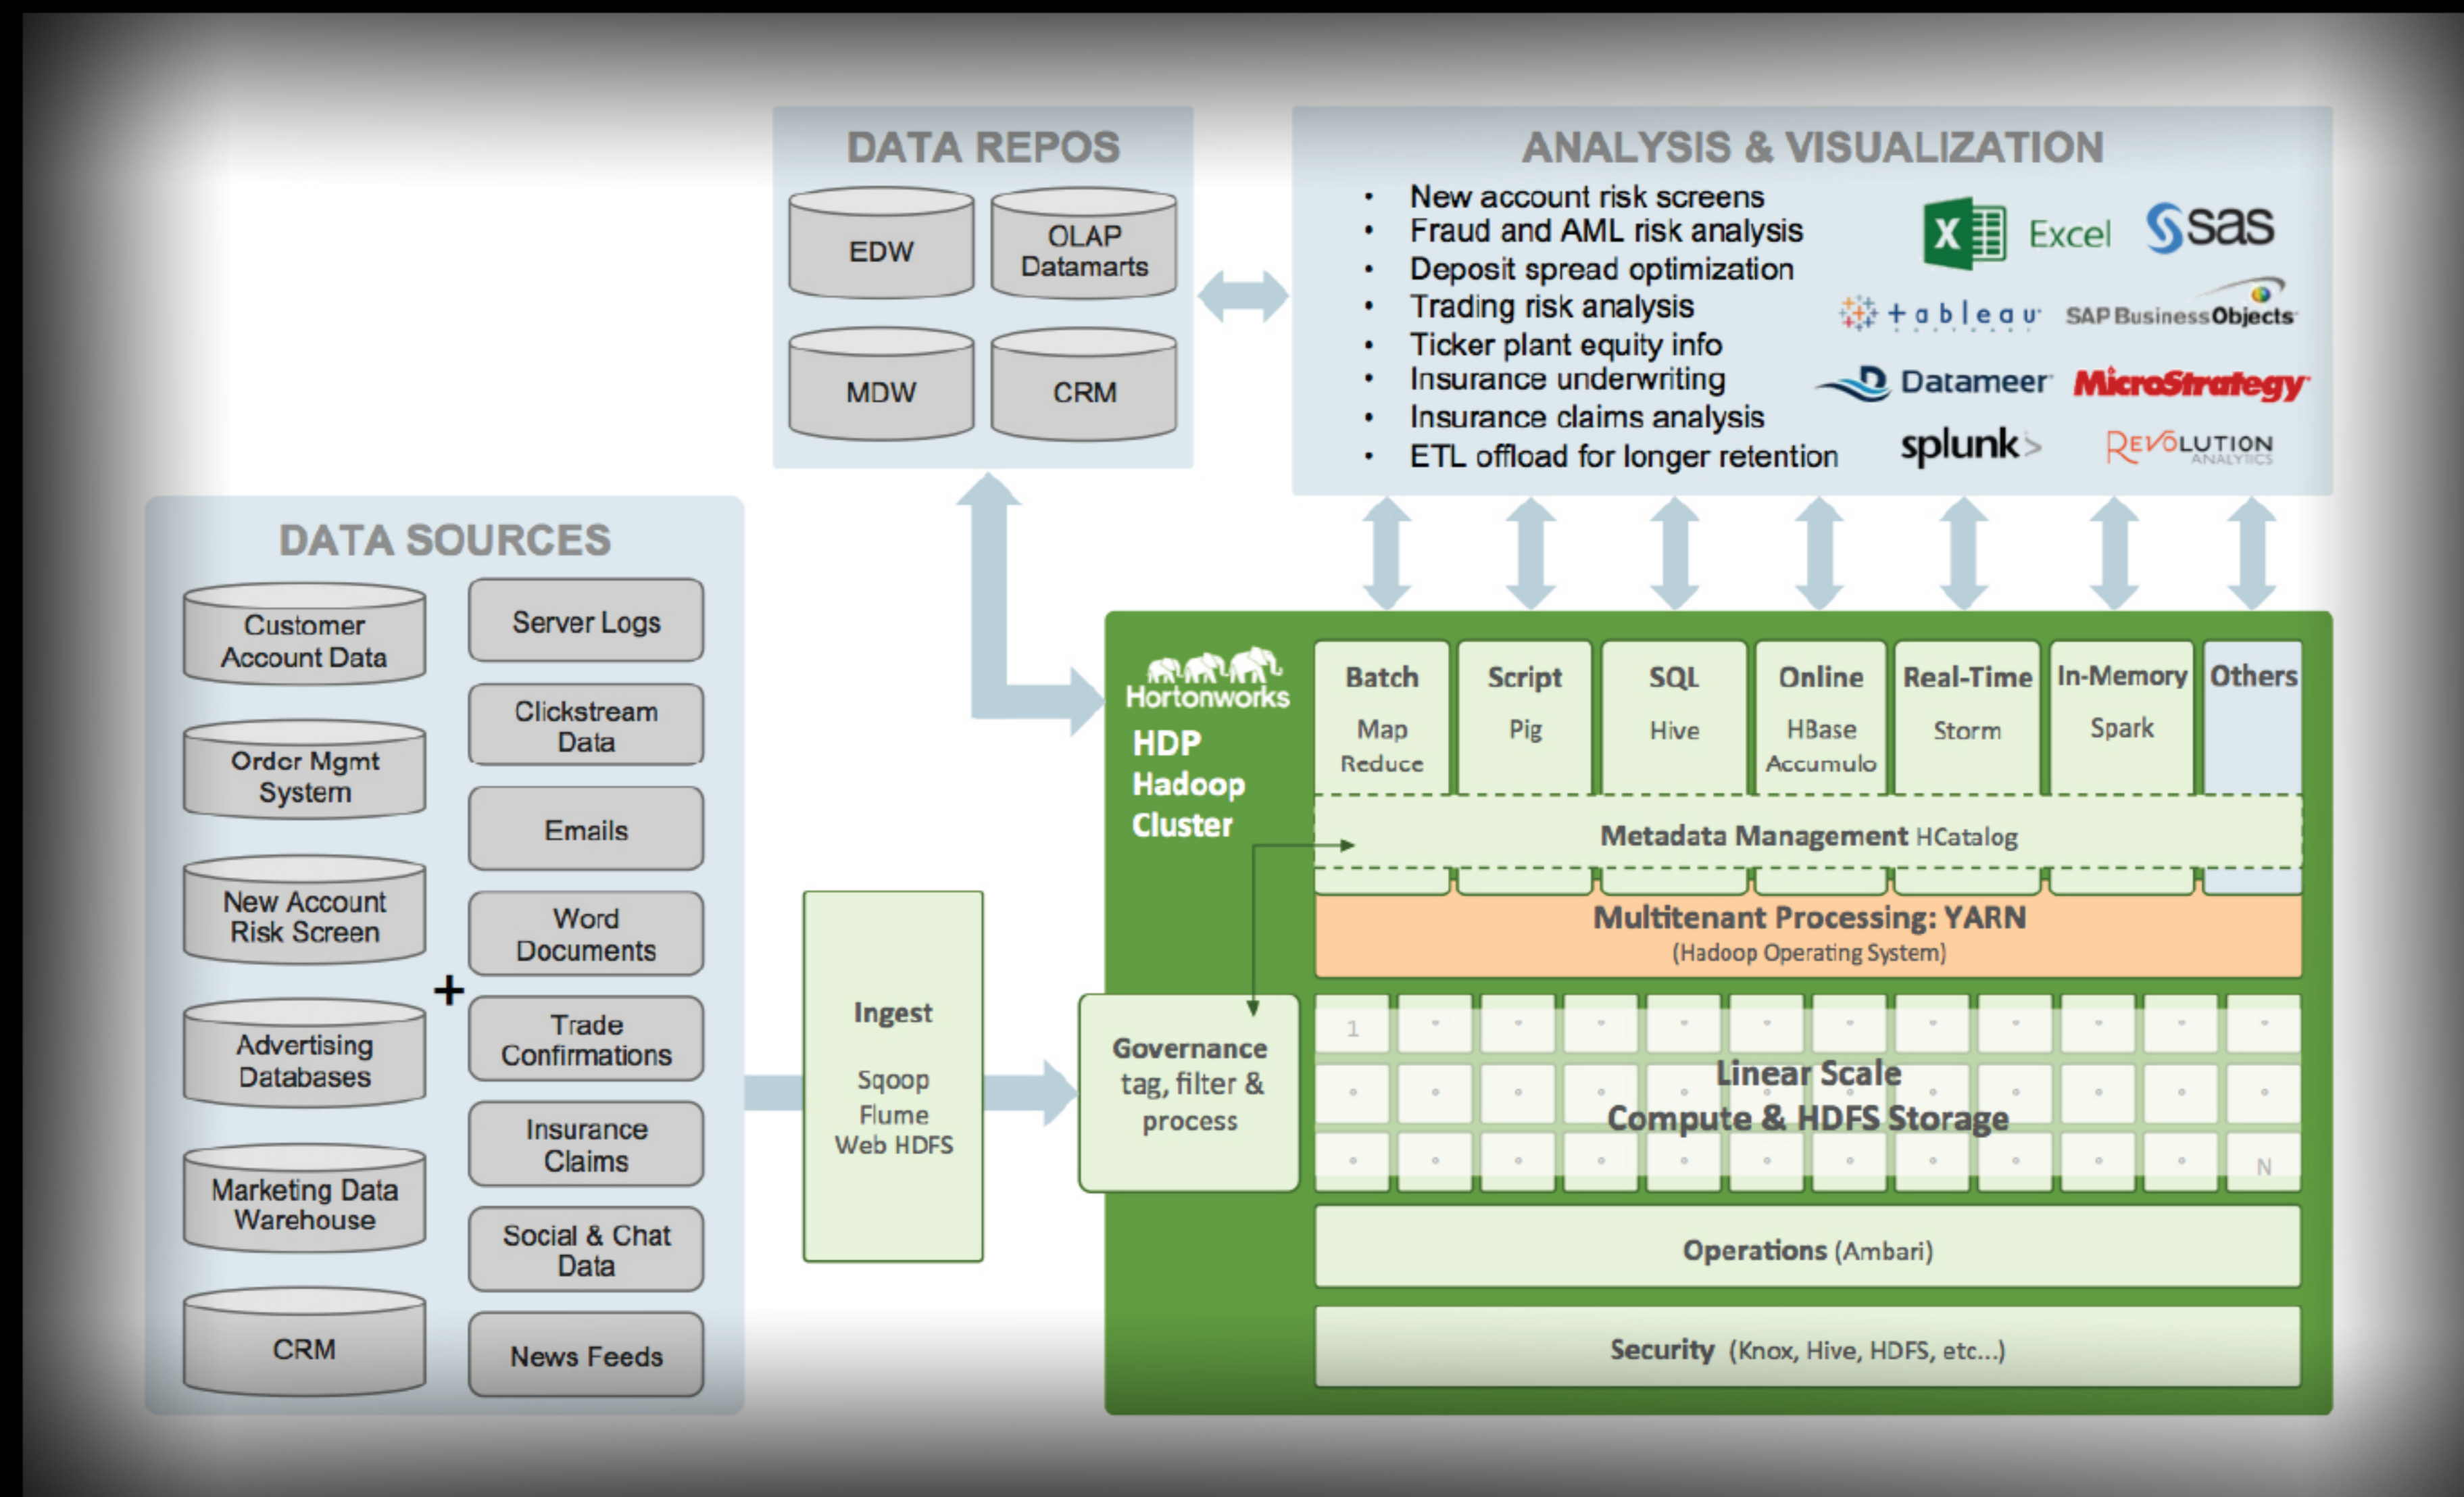 DATA REPOS
EDW
OLAP
Datamarts
MDW
CRM
ANALYSIS & VISUALIZATION
• New account risk screens
• Fraud and AML risk analysis
• Deposit spread optimization
• Trading risk analysis
• Ticker plant equity info
• Insurance underwriting
• Insurance claims analysis
• ETL offload for longer retention
X Excel
sas
+ableau
SAP BusinessObjects
Datameer
MicroStrategy
splunk>
REVOLUTION
ANALYTICS
DATA SOURCES
Customer
Account Data
Order Mgmt
System
New Account
Risk Screen
Advertising
Databases
Marketing Data
Warehouse
CRM
+
Server Logs
Clickstream
Data
Emails
Word
Documents
Trade
Confirmations
Insurance
Claims
Social & Chat
Data
News Feeds
Ingest
Sqoop
Flume
Web HDFS
Hortonworks
HDP
Hadoop
Cluster
Governance
tag, filter &
process
Batch
Map
Reduce
Script
Pig
SQL
Hive
Online
HBase
Accumulo
Real-Time
Storm
In-Memory
Spark
Others
Metadata Management HCatalog
Multitenant Processing: YARN
(Hadoop Operating System)
1
Linear Scale
Compute & HDFS Storage
N
Operations (Ambari)
Security (Knox, Hive, HDFS, etc...)